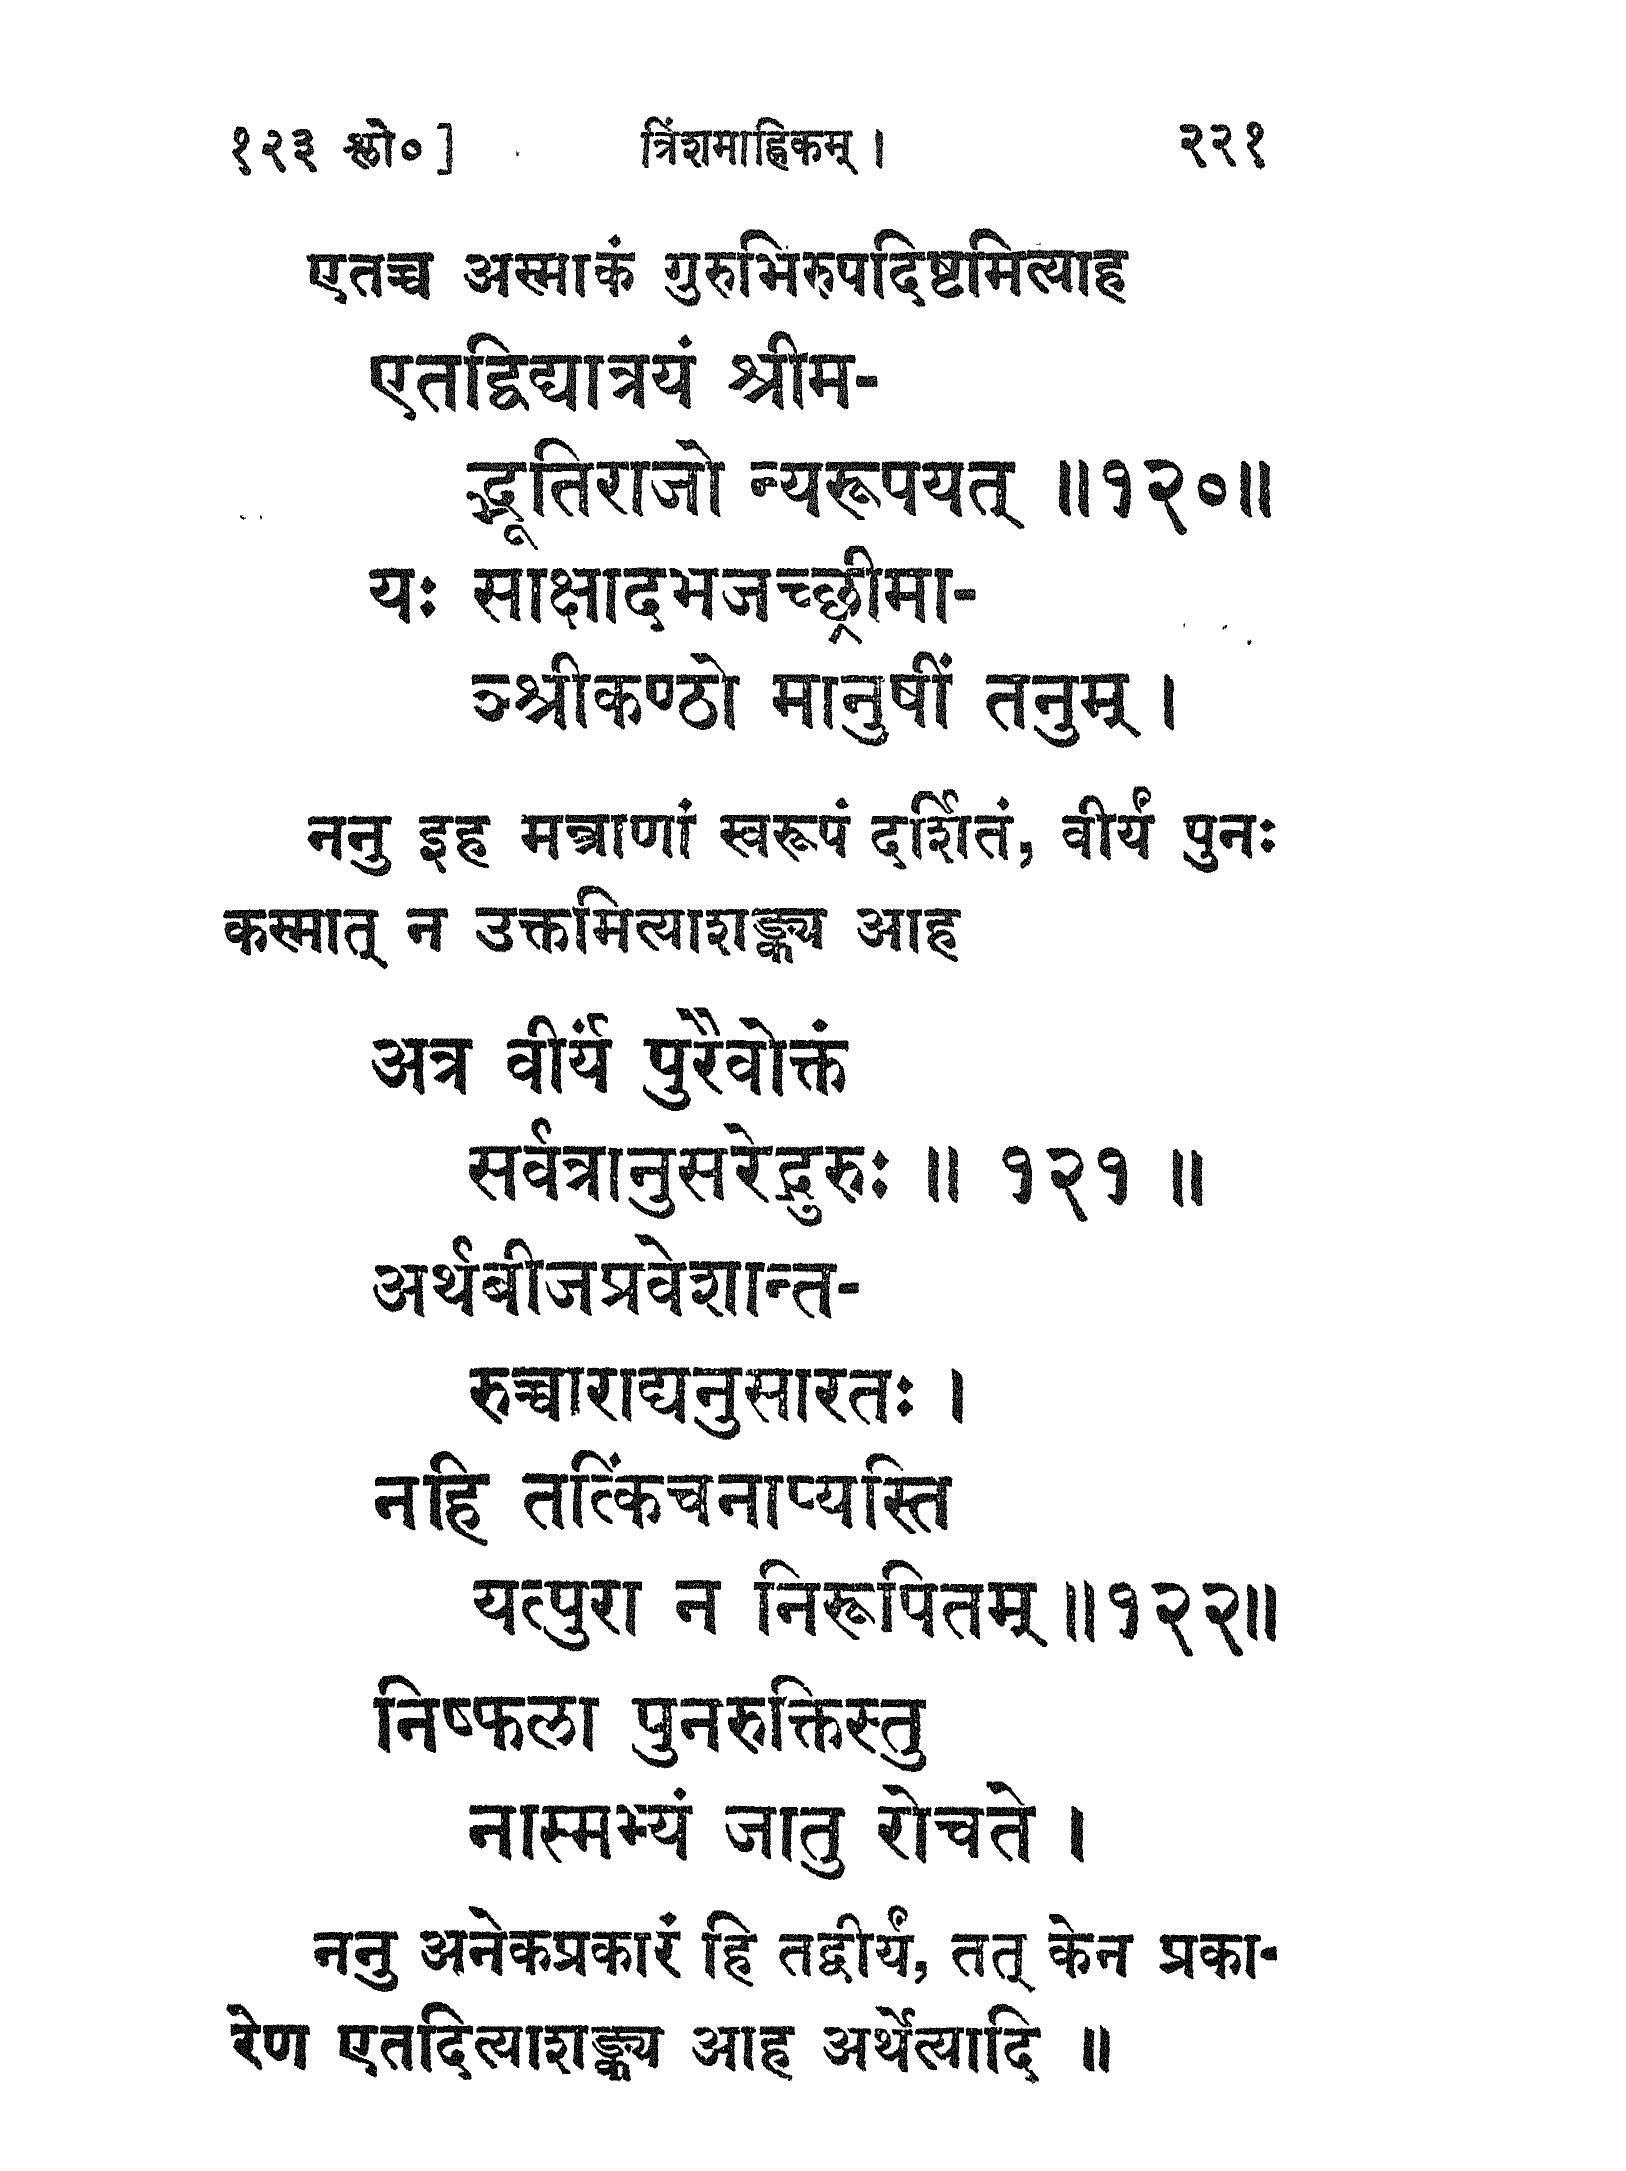 १२३ श्लो०]
त्रिंशमाह्निकम् ।
२२१
एतच्च अस्माकं गुरुभिरुपदिष्टमित्याह
एतद्विद्यात्रयं श्रीम-
द्भूतिराजो न्यरूपयत् ॥१२०॥
यः साक्षादभजच्छ्रीमा-
ञ्श्रीकण्ठो मानुषीं तनुम् ।
ननु इह मन्त्राणां स्वरूपं दर्शितं, वीर्यं पुनः
कस्मात् न उक्तमित्याशङ्क्य आह
अत्र वीर्यं पुरैवोक्तं
सर्वत्रानुसरेद्गुरुः ॥ १२१ ॥
अर्थबीजप्रवेशान्त-
रुच्चाराद्यनुसारतः ।
नहि तत्किंचनाप्यस्ति
यत्पुरा न निरूपितम् ॥१२२॥
निष्फला पुनरुक्तिस्तु
नास्मभ्यं जातु रोचते ।
ननु अनेकप्रकारं हि तद्वीर्यं, तत् केन प्रका-
रेण एतदित्याशङ्क्य आह अर्थेत्यादि ॥